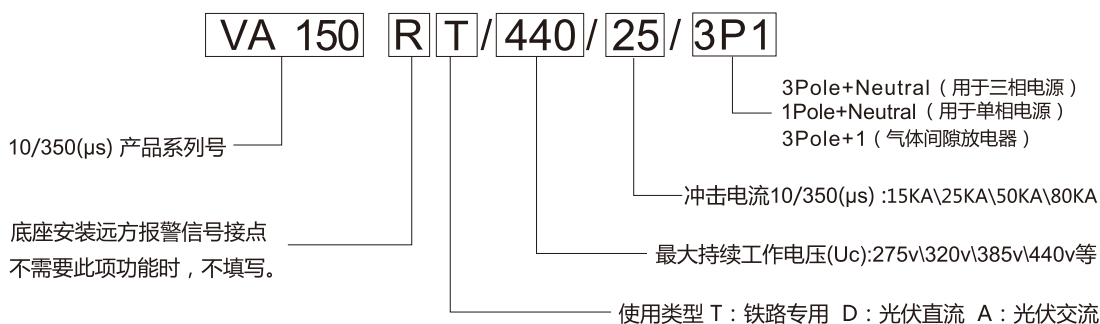 VA 150 R T / 440 / 25 / 3P1
3Pole+Neutral（用于三相电源）
1Pole+Neutral（用于单相电源）
3Pole+1（气体间隙放电器）
10/350(μs) 产品系列号
冲击电流10/350(μs) :15KA\25KA\50KA\80KA
底座安装远方报警信号接点
不需要此项功能时，不填写。
最大持续工作电压(Uc):275v\320v\385v\440v等
使用类型 T：铁路专用 D：光伏直流 A：光伏交流